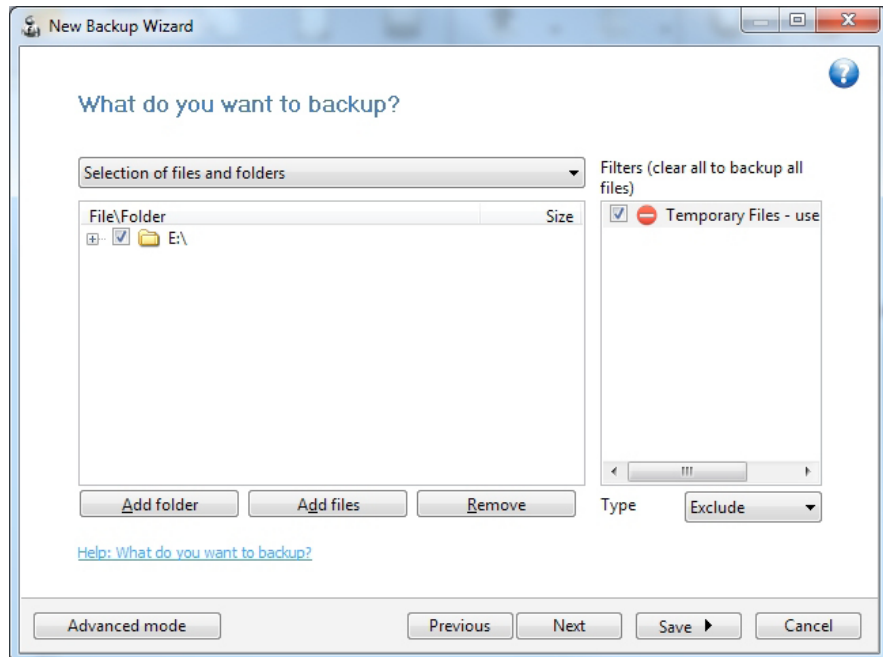 New Backup Wizard
What do you want to backup?
Selection of files and folders
Filters (clear all to backup all
files)
File\Folder Size
E:\
Temporary Files - use
Add folder Add files Remove
Type Exclude
Help: What do you want to backup?
Advanced mode Previous Next Save Cancel